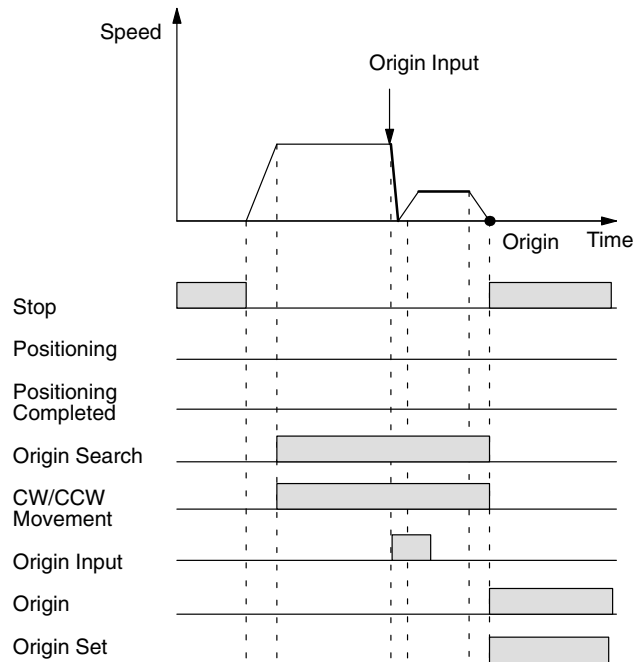 Speed
Origin Input
Origin
Time
Stop
Positioning
Positioning
Completed
Origin Search
CW/CCW
Movement
Origin Input
Origin
Origin Set